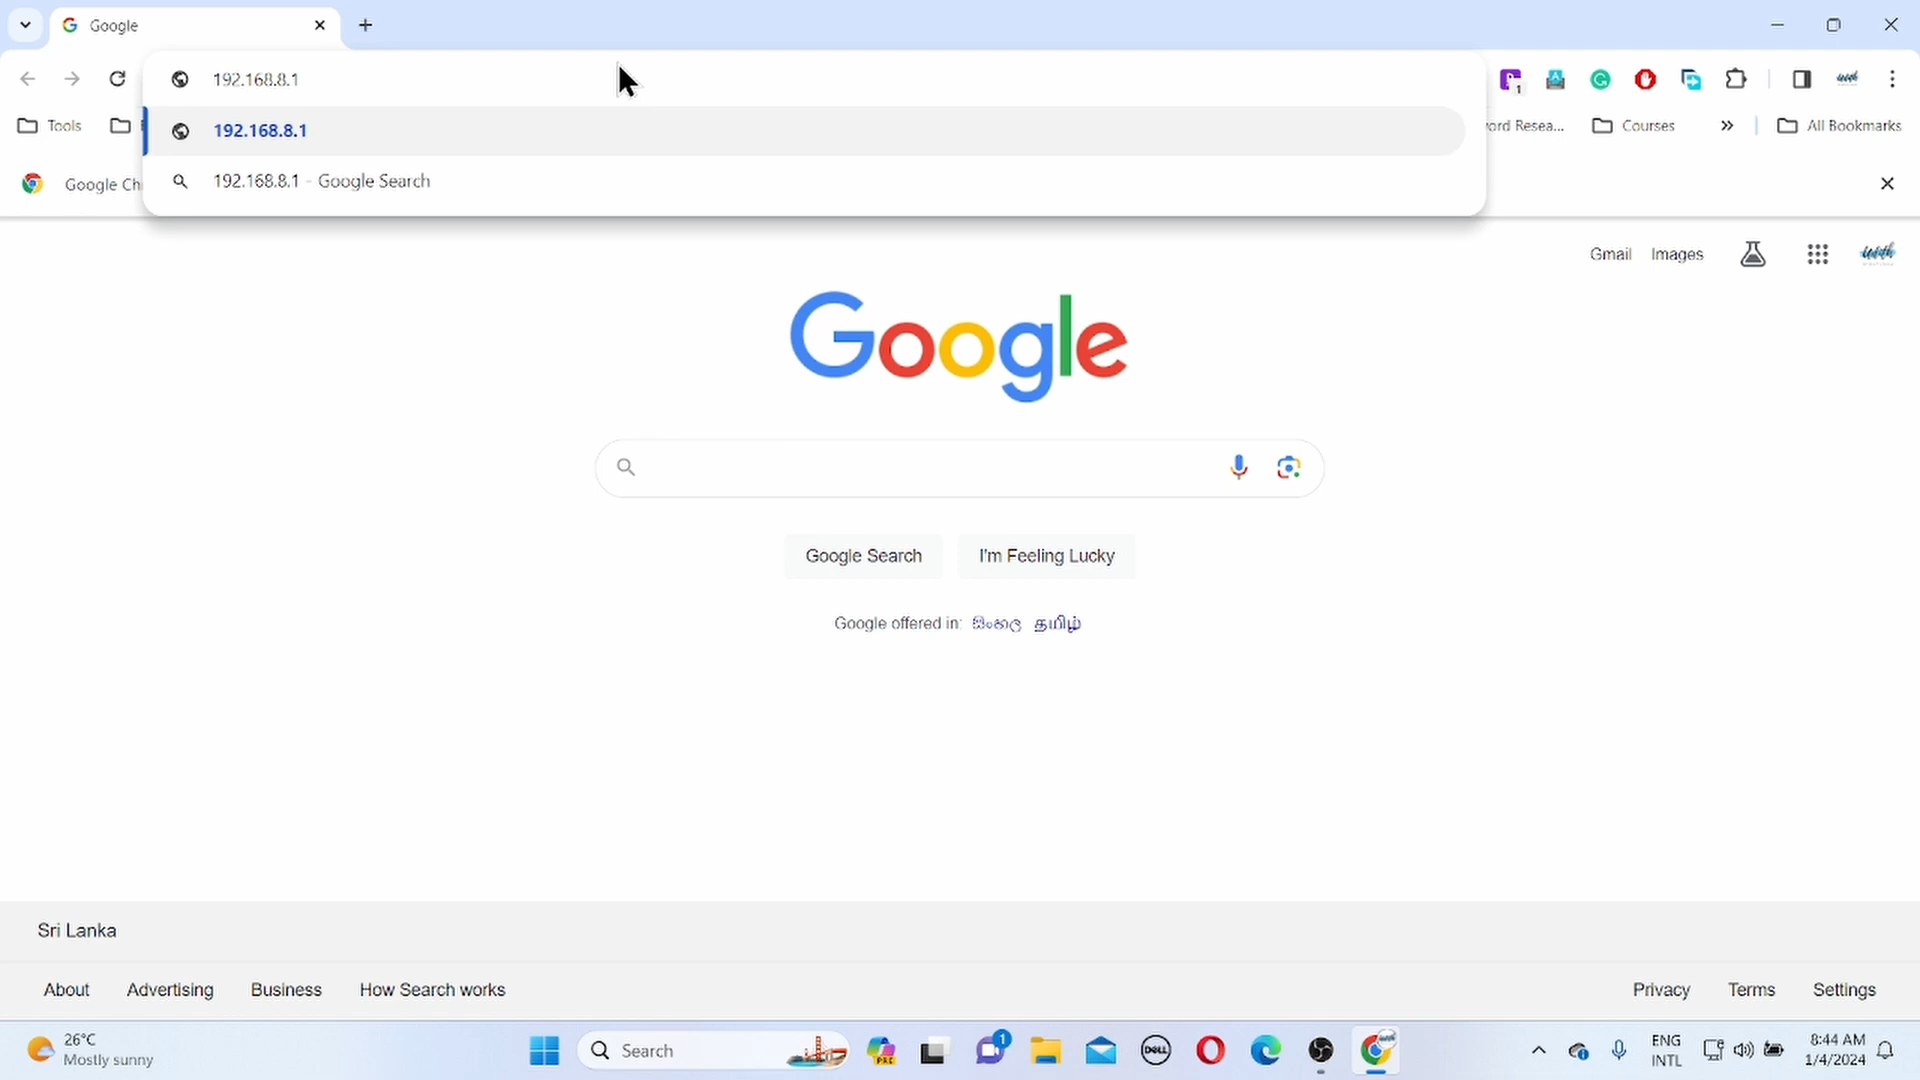 Google
192.168.8.1
192.168.8.1
192.168.8.1 - Google Search
Tools
ord Resea...
Courses
All Bookmarks
Google Ch
Gmail
Images
Google
Google Search
I'm Feeling Lucky
Google offered in: සිංහල தமிழ்
Sri Lanka
About
Advertising
Business
How Search works
Privacy
Terms
Settings
26°C
Mostly sunny
Search
PRE
1
DELL
ENG
INTL
8:44 AM
1/4/2024